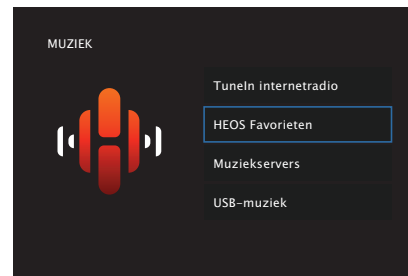 MUZIEK
TuneIn internetradio
HEOS Favorieten
Muziekservers
USB-muziek